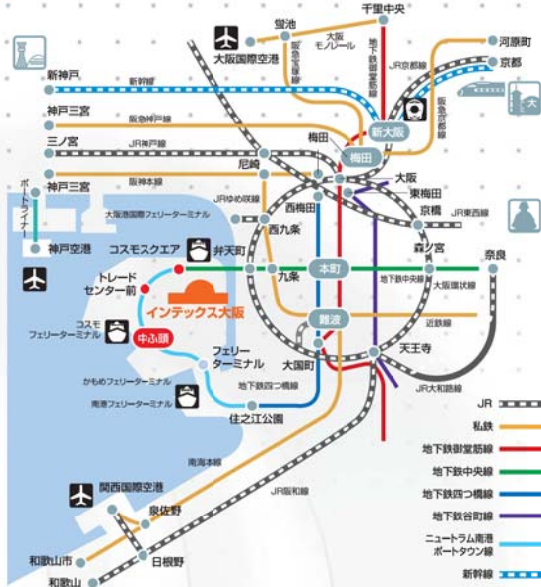 千里中央
蛍池
大阪
モノレール
大阪国際空港
阪急宝塚線
地下鉄御堂筋線
JR京都線
河原町
京都
阪急京都線
新神戸
新幹線
新大阪
神戸三宮
阪急神戸線
梅田
梅田
三ノ宮
JR神戸線
尼崎
大阪
神戸三宮
阪神本線
東梅田
ポートライナー
JRゆめ咲線
西梅田
京橋
大阪港国際フェリーターミナル
西九条
JR東西線
神戸空港
コスモスクエア
弁天町
森ノ宮
奈良
九条
本町
地下鉄中央線
大阪環状線
トレード
センター前
インテックス大阪
難波
近鉄線
コスモ
フェリーターミナル
中ふ頭
フェリー
ターミナル
大国町
天王寺
JR大和路線
かもめフェリーターミナル
地下鉄四つ橋線
南港フェリーターミナル
住之江公園
JR
私鉄
地下鉄御堂筋線
地下鉄中央線
地下鉄四つ橋線
地下鉄谷町線
ニュートラム南港
ポートタウン線
新幹線
南海本線
JR阪和線
関西国際空港
泉佐野
和歌山市
日根野
和歌山
大